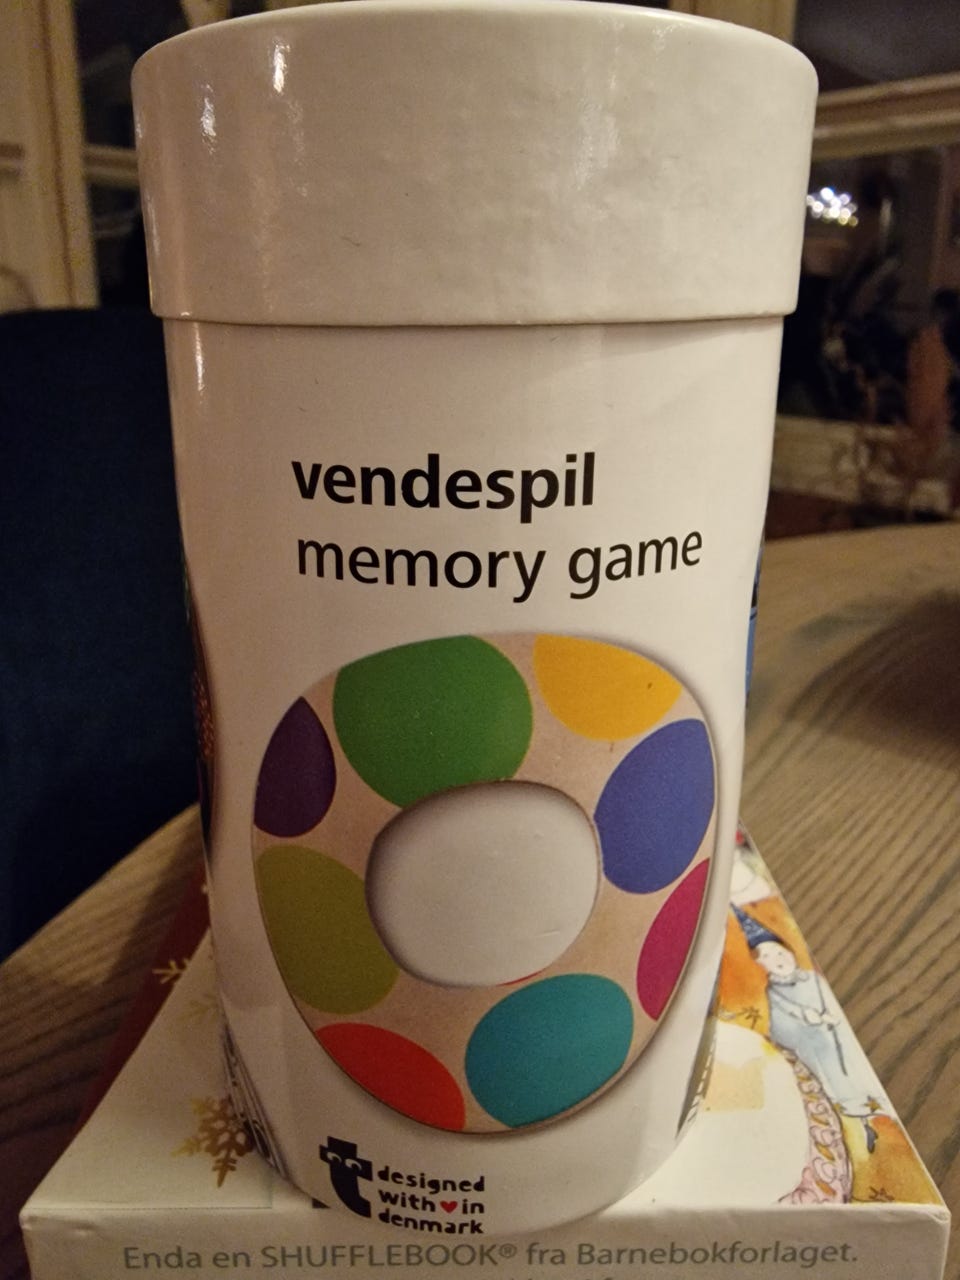 vendespil
memory game
designed
with♥in
denmark
Enda en SHUFFLEBOOK® fra Barnebokforlaget.